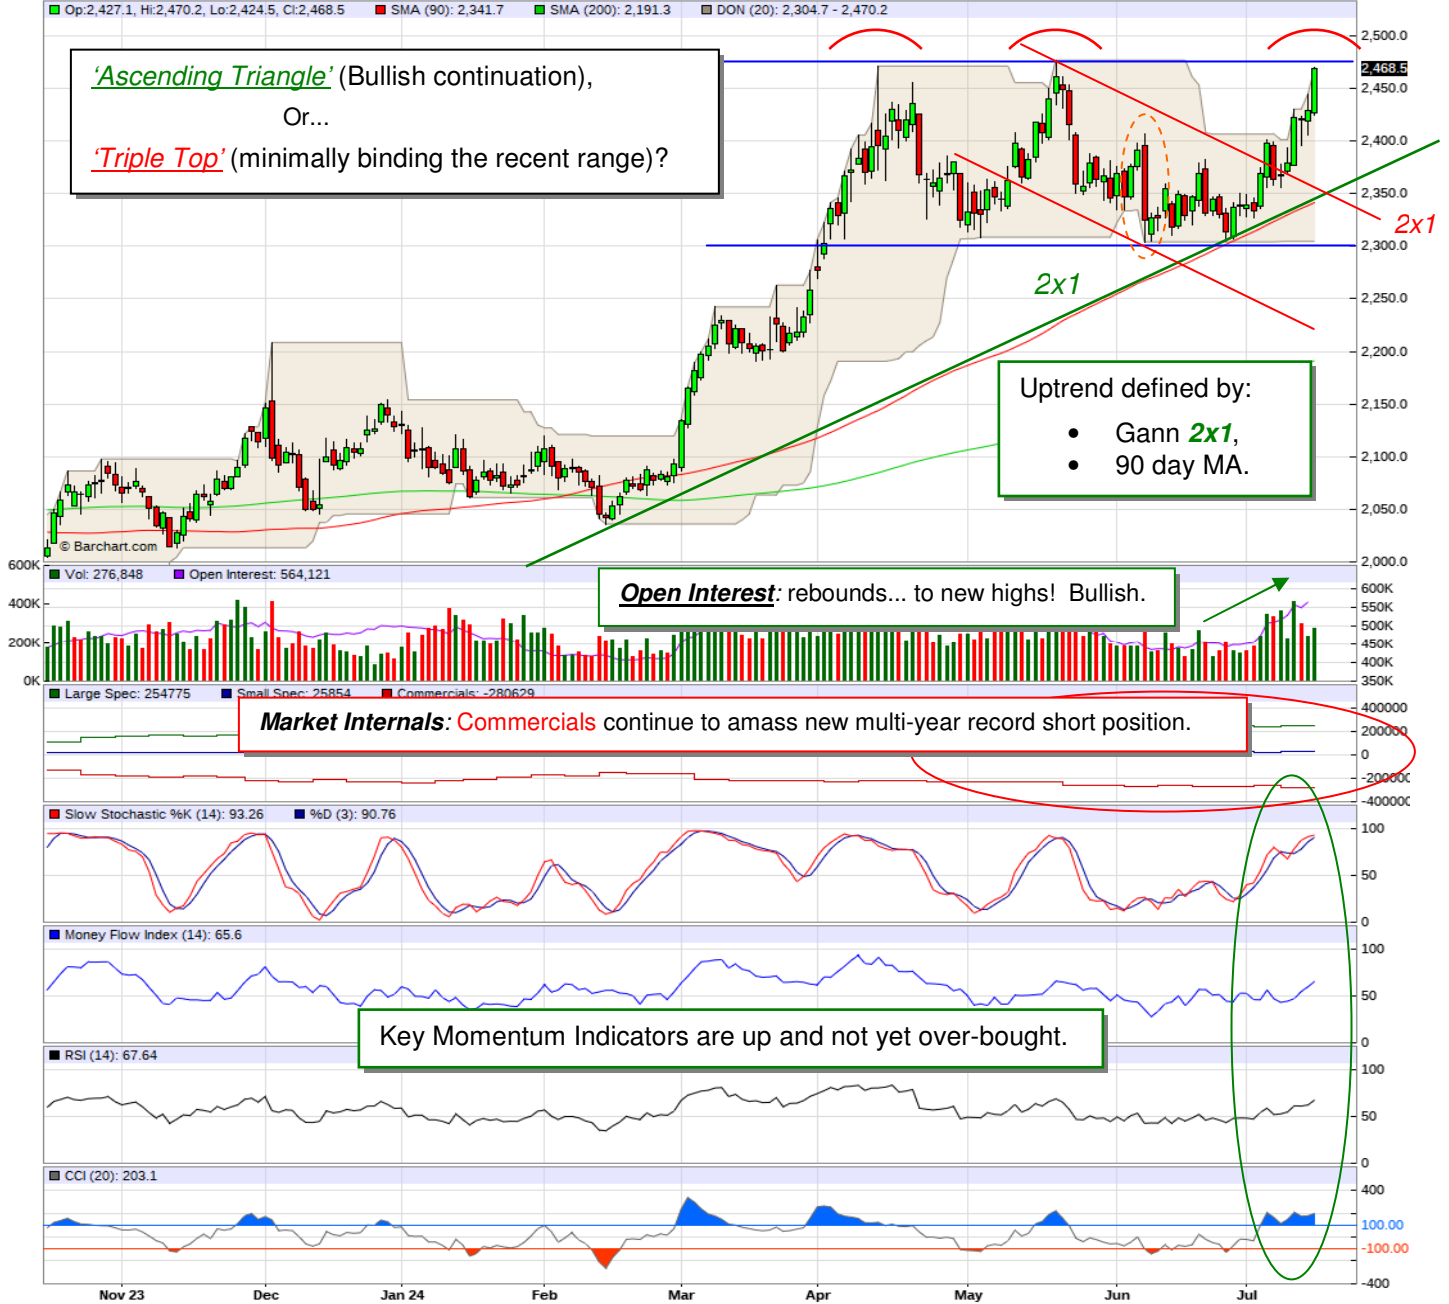 Op:2,427.1, Hi:2,470.2, Lo:2,424.5, Cl:2,468.5 SMA (90): 2,341.7 SMA (200): 2,191.3 DON (20): 2,304.7 - 2,470.2
2,500.0
'Ascending Triangle' (Bullish continuation),
Or...
'Triple Top' (minimally binding the recent range)?
2,468.5
2,450.0
2,400.0
2,350.0
2x1
2,300.0
2x1
2,250.0
2,200.0
Uptrend defined by:
• Gann 2x1,
• 90 day MA.
2,150.0
2,100.0
2,050.0
© Barchart.com
2,000.0
600K
Vol: 276,848 Open Interest: 564,121
Open Interest: rebounds... to new highs! Bullish.
400K
200K
0K
600K
550K
500K
450K
400K
350K
Large Spec: 254775 Small Spec: 25854 Commercials: -280629
Market Internals: Commercials continue to amass new multi-year record short position.
400000
200000
0
-200000
-400000
Slow Stochastic %K (14): 93.26 %D (3): 90.76
100
50
0
Money Flow Index (14): 65.6
100
50
0
Key Momentum Indicators are up and not yet over-bought.
RSI (14): 67.64
100
50
0
CCI (20): 203.1
400
100.00
-100.00
-400
Nov 23 Dec Jan 24 Feb Mar Apr May Jun Jul